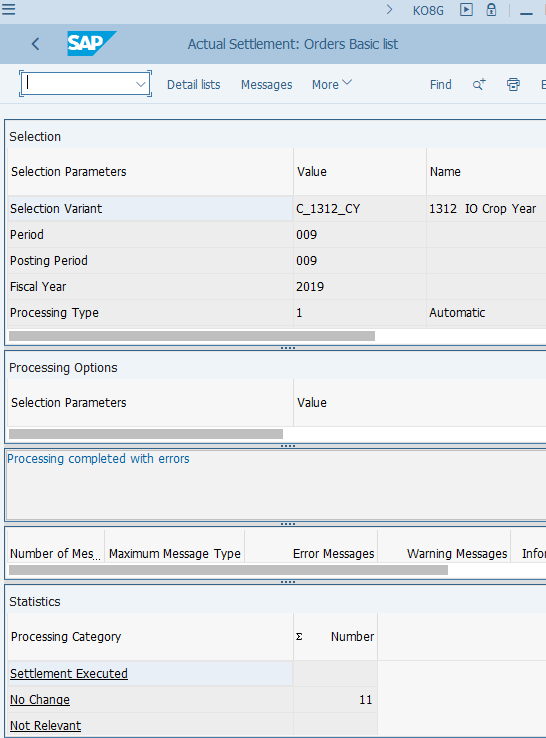 KO8G
SAP
Actual Settlement: Orders Basic list
Detail lists Messages More Find E
Selection
Selection Parameters Value Name
Selection Variant C_1312_CY 1312 IO Crop Year
Period 009
Posting Period 009
Fiscal Year 2019
Processing Type 1 Automatic
Processing Options
Selection Parameters Value
Processing completed with errors
Number of Mes... Maximum Message Type Error Messages Warning Messages Infor
Statistics
Processing Category Σ Number
Settlement Executed
No Change 11
Not Relevant